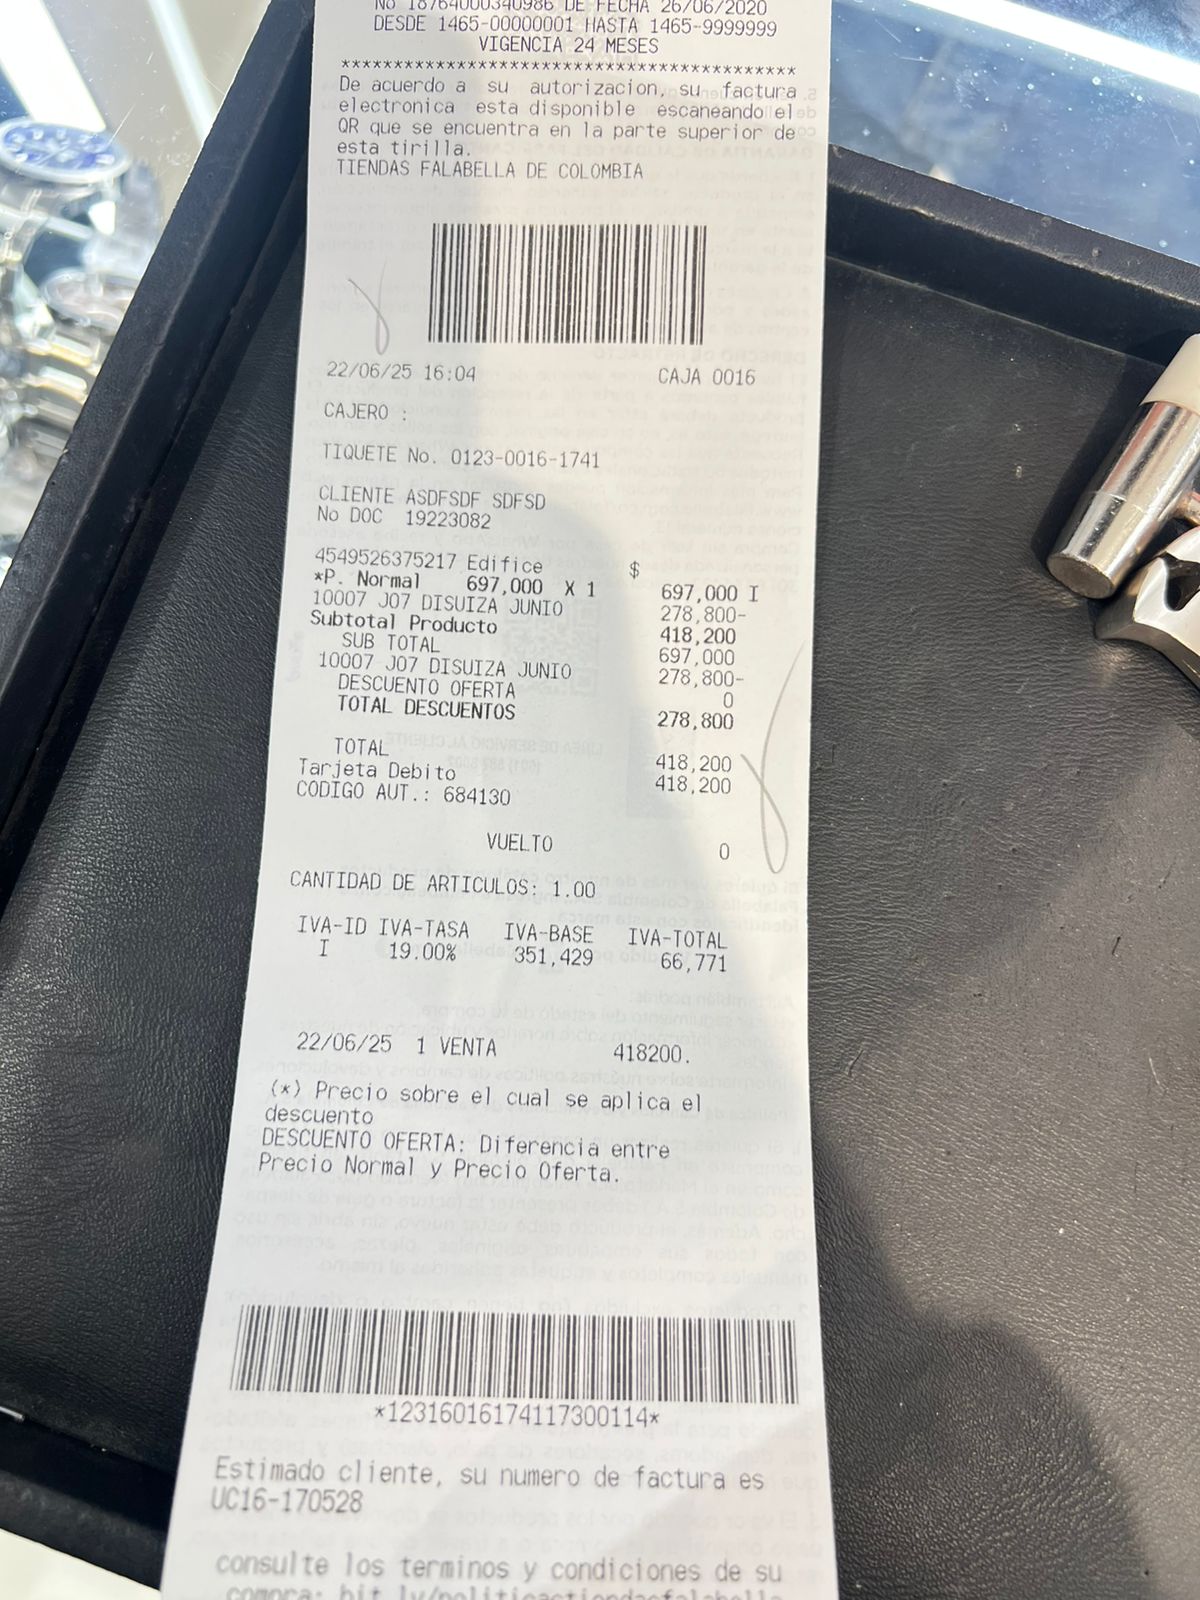 No 18764000340986 DE FECHA 26/06/2020
DESDE 1465-00000001 HASTA 1465-9999999
VIGENCIA 24 MESES
******************************************
De acuerdo a su autorizacion, su factura
electronica esta disponible escaneando el
QR que se encuentra en la parte superior de
esta tirilla.
TIENDAS FALABELLA DE COLOMBIA
22/06/25 16:04 CAJA 0016
CAJERO :
TIQUETE No. 0123-0016-1741
CLIENTE ASDFSDF SDFSD
No DOC 19223082
4549526375217 Edifice $
*P. Normal 697,000 X 1 697,000 I
10007 J07 DISUIZA JUNIO 278,800-
Subtotal Producto 418,200
SUB TOTAL 697,000
10007 J07 DISUIZA JUNIO 278,800-
DESCUENTO OFERTA 0
TOTAL DESCUENTOS 278,800
TOTAL 418,200
Tarjeta Debito 418,200
CODIGO AUT.: 684130
VUELTO 0
CANTIDAD DE ARTICULOS: 1.00
IVA-ID IVA-TASA IVA-BASE IVA-TOTAL
I 19.00% 351,429 66,771
22/06/25 1 VENTA 418200.
(*) Precio sobre el cual se aplica el
descuento
DESCUENTO OFERTA: Diferencia entre
Precio Normal y Precio Oferta.
*12316016174117300114*
Estimado cliente, su numero de factura es
UC16-170528
consulte los terminos y condiciones de su
compra: bit.ly/politicastiendasfalabella